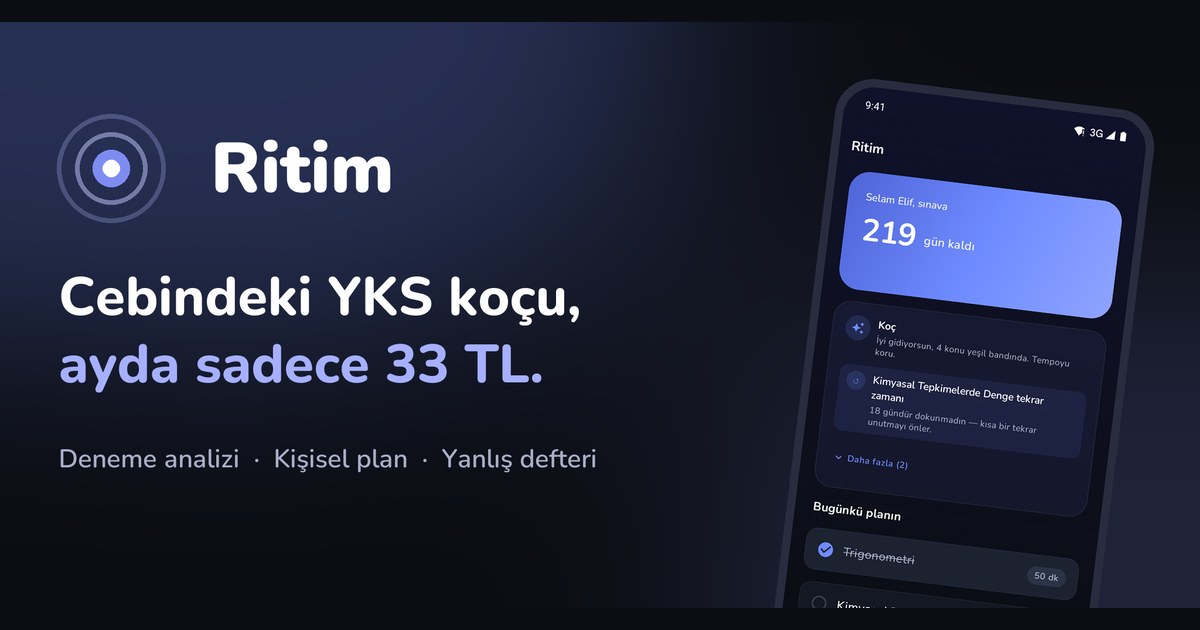 Ritim
Cebindeki YKS koçu,
ayda sadece 33 TL.
Deneme analizi · Kişisel plan · Yanlış defteri
9:41
3G
Ritim
Selam Elif, sınava
219 gün kaldı
Koç
İyi gidiyorsun, 4 konu yeşil bandında. Tempoyu
koru.
Kimyasal Tepkimelerde Denge tekrar
zamanı
18 gündür dokunmadın — kısa bir tekrar
unutmayı önler.
Daha fazla (2)
Bugünkü planın
Trigonometri
50 dk